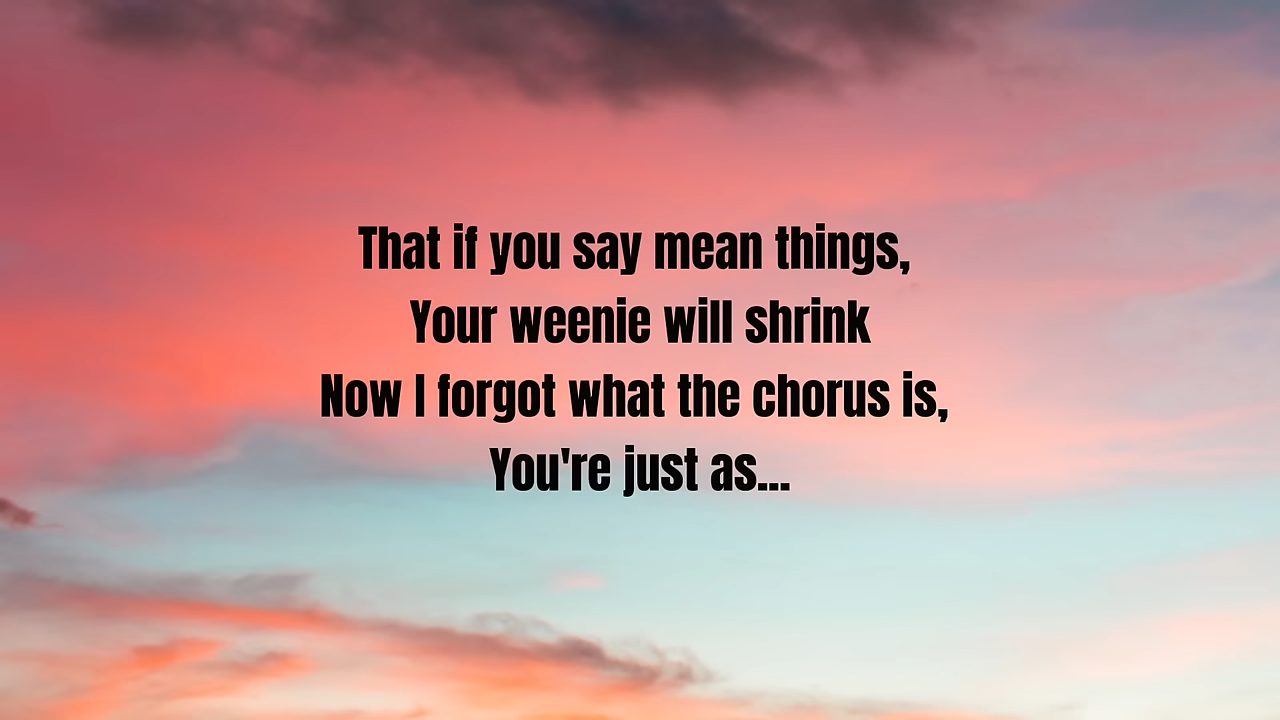 That if you say mean things,
Your weenie will shrink
Now I forgot what the chorus is,
You're just as...